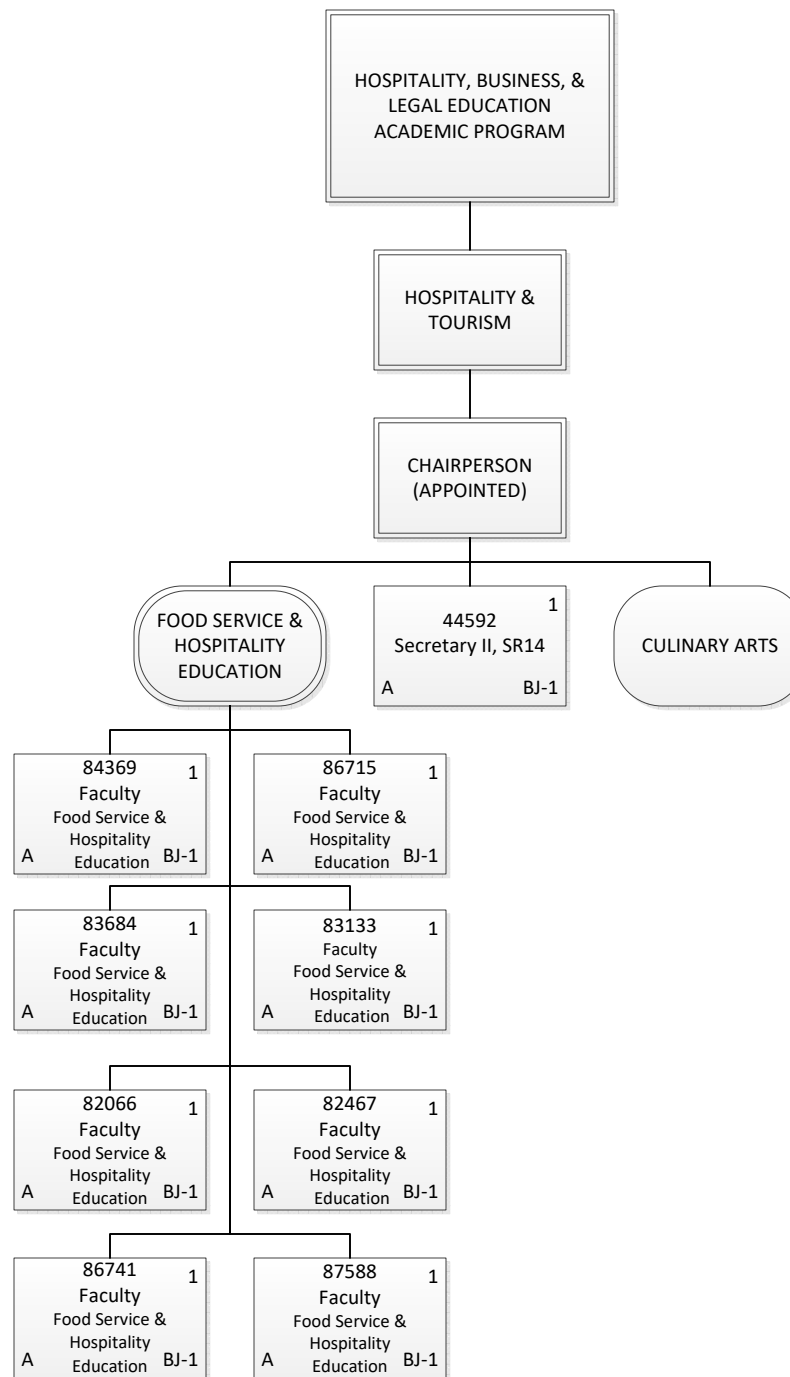 HOSPITALITY, BUSINESS, &
LEGAL EDUCATION
ACADEMIC PROGRAM
HOSPITALITY &
TOURISM
CHAIRPERSON
(APPOINTED)
FOOD SERVICE &
HOSPITALITY
EDUCATION
44592 1
Secretary II, SR14
A BJ-1
CULINARY ARTS
84369 1
Faculty
Food Service &
Hospitality
A Education BJ-1
86715 1
Faculty
Food Service &
Hospitality
A Education BJ-1
83684 1
Faculty
Food Service &
Hospitality
A Education BJ-1
83133 1
Faculty
Food Service &
Hospitality
A Education BJ-1
82066 1
Faculty
Food Service &
Hospitality
A Education BJ-1
82467 1
Faculty
Food Service &
Hospitality
A Education BJ-1
86741 1
Faculty
Food Service &
Hospitality
A Education BJ-1
87588 1
Faculty
Food Service &
Hospitality
A Education BJ-1